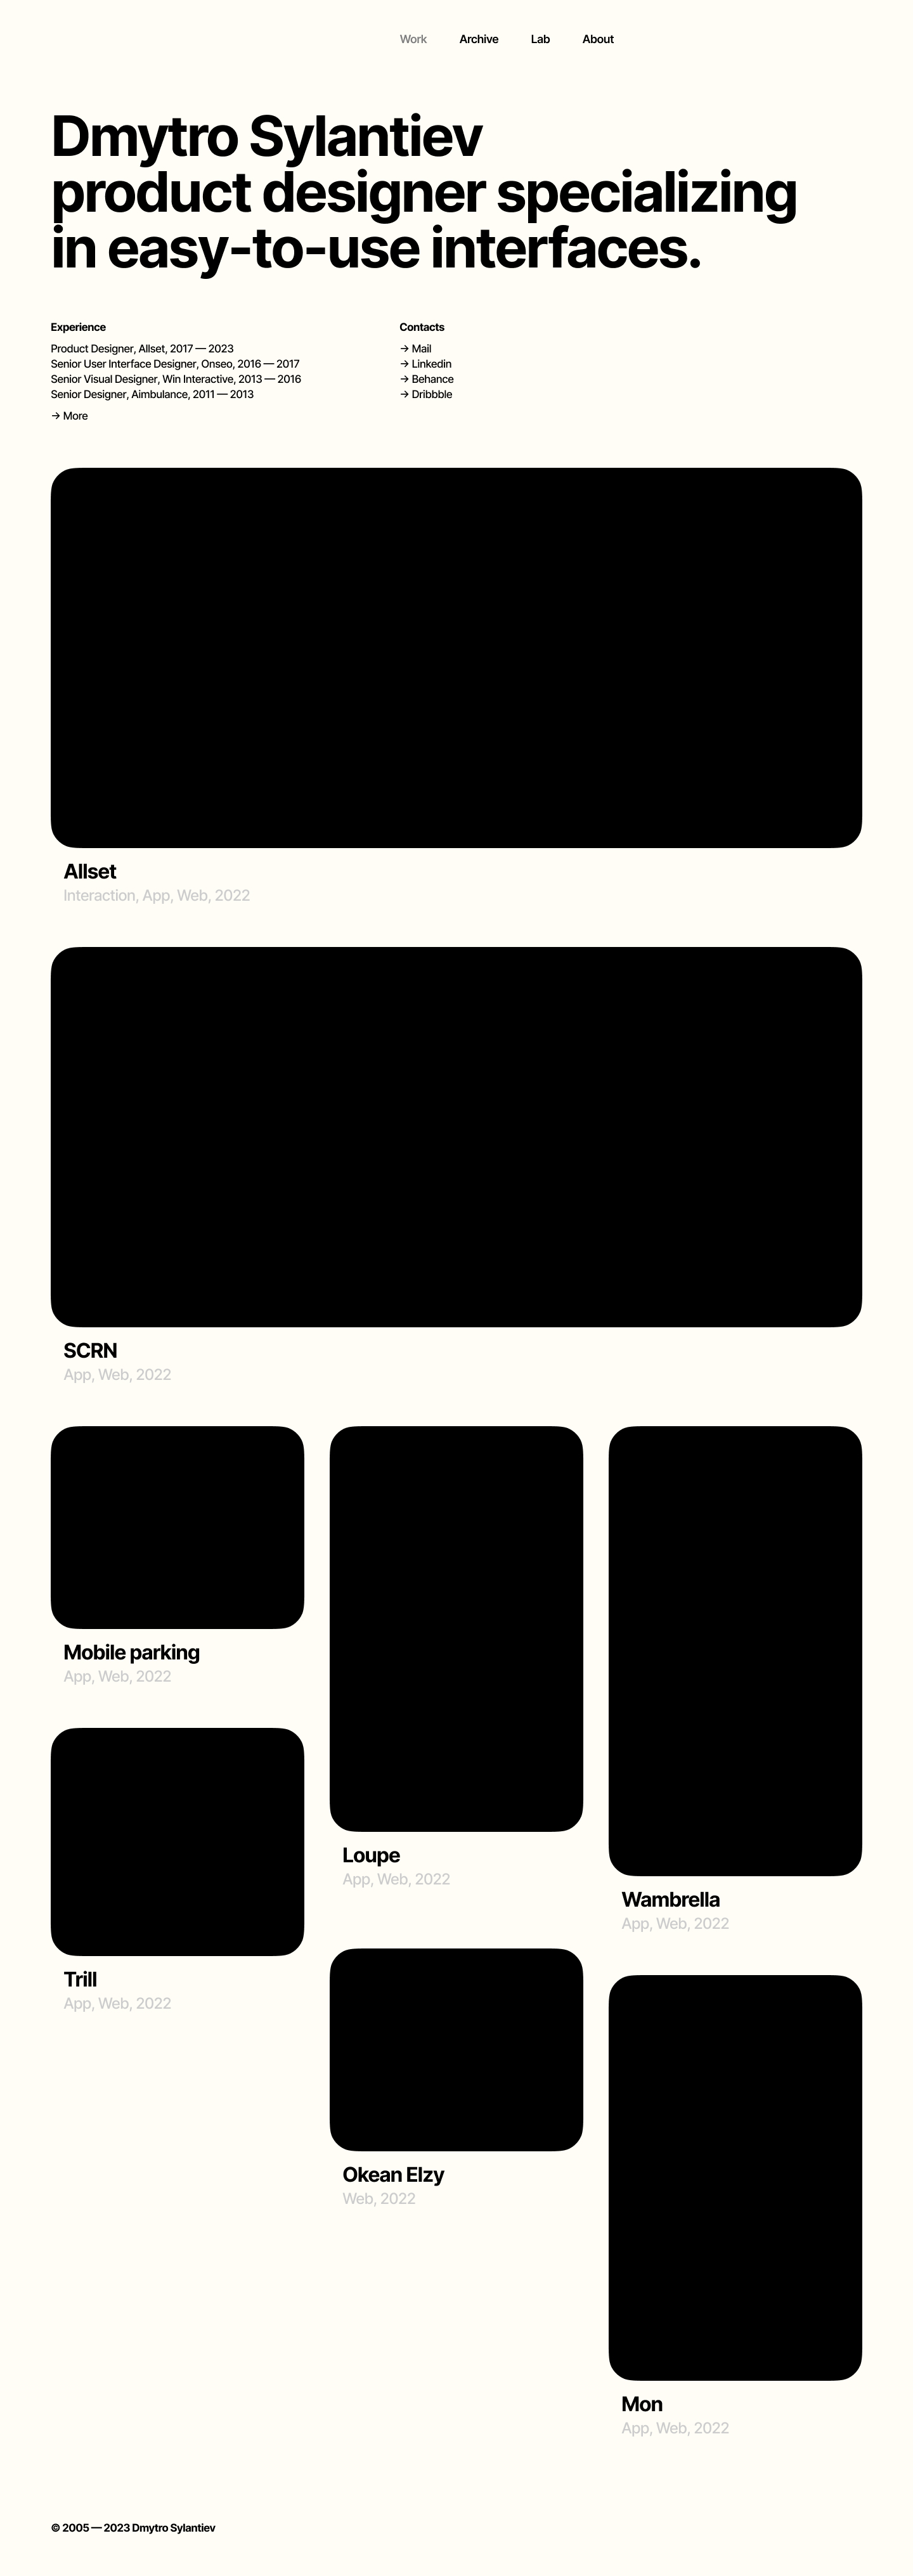 Work Archive Lab About
Dmytro Sylantiev
product designer specializing
in easy-to-use interfaces.
Experience
Product Designer, Allset, 2017 — 2023
Senior User Interface Designer, Onseo, 2016 — 2017
Senior Visual Designer, Win Interactive, 2013 — 2016
Senior Designer, Aimbulance, 2011 — 2013
→ More
Contacts
→ Mail
→ Linkedin
→ Behance
→ Dribbble
Allset
Interaction, App, Web, 2022
SCRN
App, Web, 2022
Mobile parking
App, Web, 2022
Trill
App, Web, 2022
Loupe
App, Web, 2022
Okean Elzy
Web, 2022
Wambrella
App, Web, 2022
Mon
App, Web, 2022
© 2005 — 2023 Dmytro Sylantiev